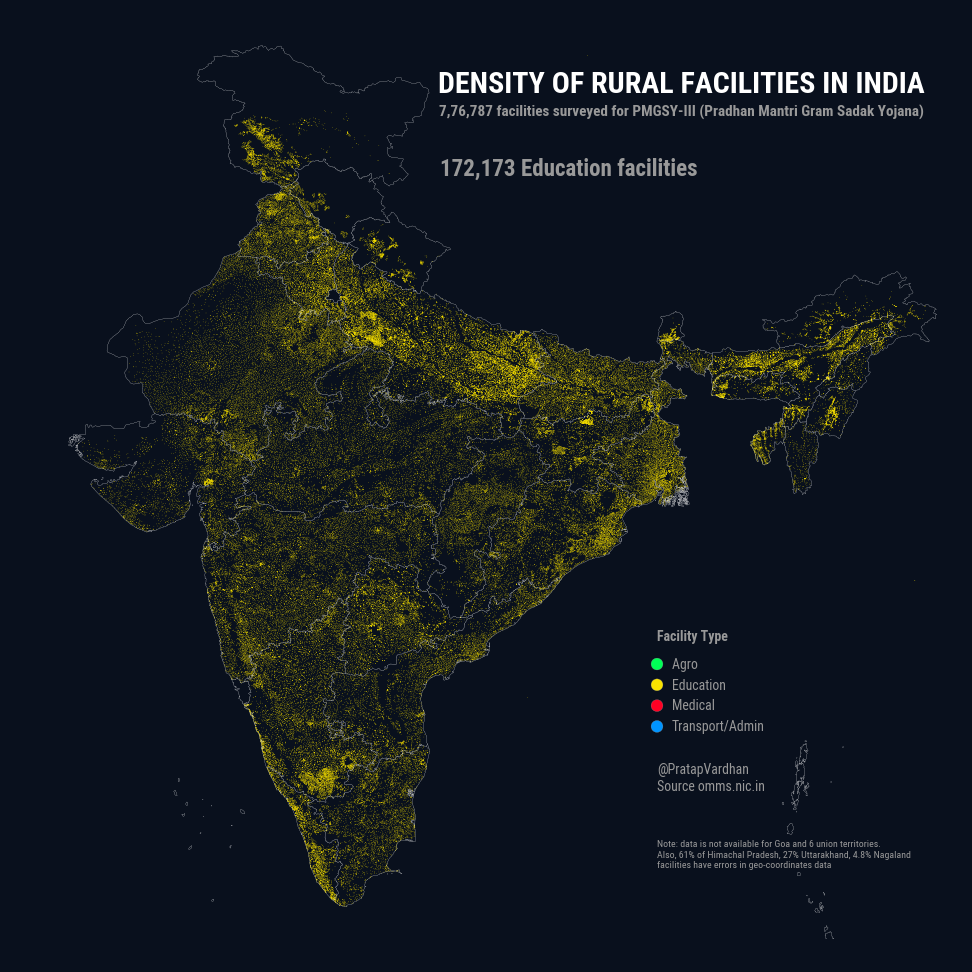 DENSITY OF RURAL FACILITIES IN INDIA
7,76,787 facilities surveyed for PMGSY-III (Pradhan Mantri Gram Sadak Yojana)
172,173 Education facilities
Facility Type
Agro
Education
Medical
Transport/Admin
@PratapVardhan
Source omms.nic.in
Note: data is not available for Goa and 6 union territories.
Also, 61% of Himachal Pradesh, 27% Uttarakhand, 4.8% Nagaland
facilities have errors in geo-coordinates data